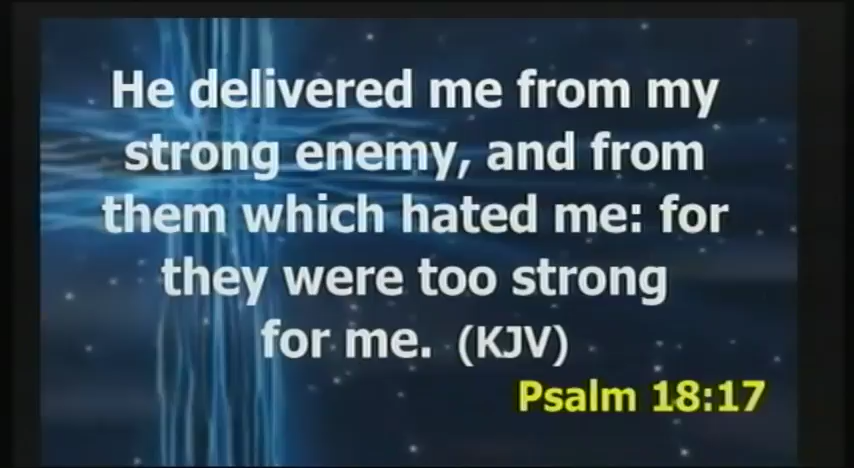 He delivered me from my
strong enemy, and from
them which hated me: for
they were too strong
for me. (KJV)
Psalm 18:17